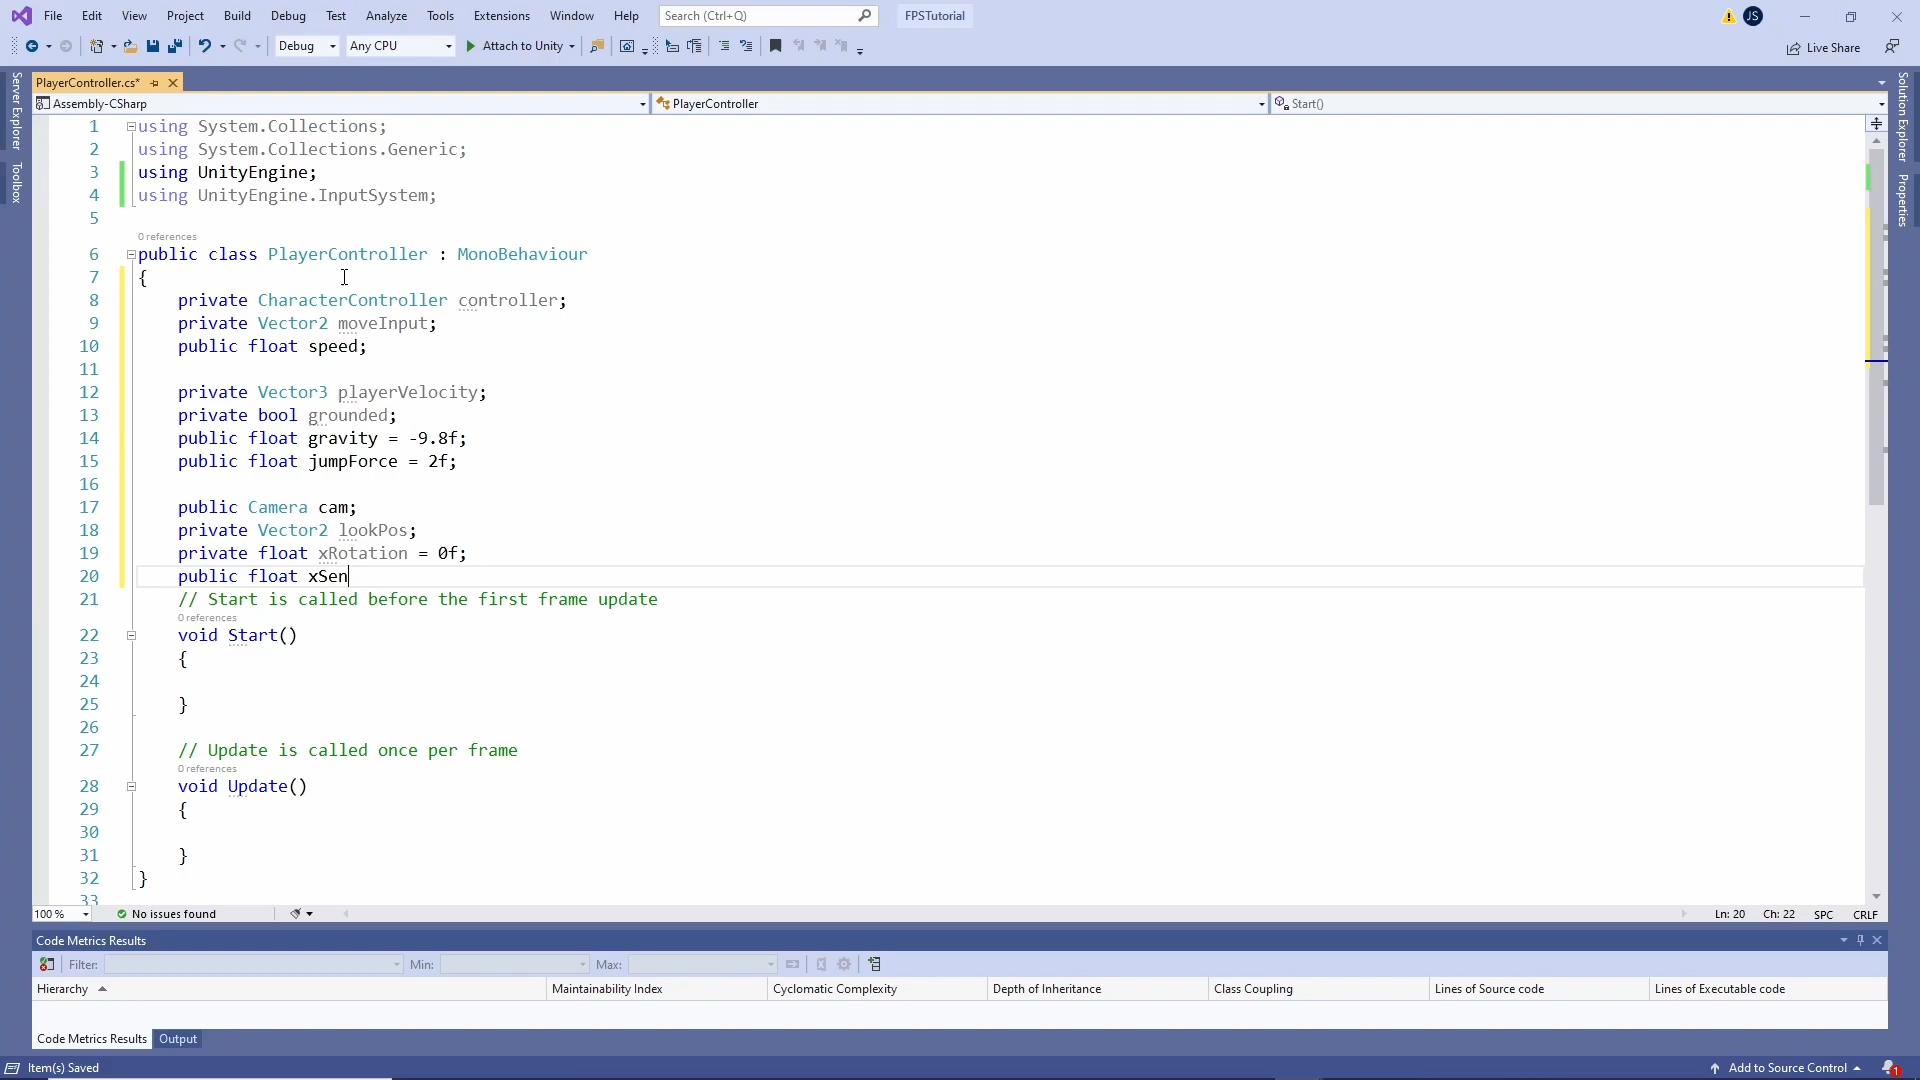 File Edit View Project Build Debug Test Analyze Tools Extensions Window Help Search (Ctrl+Q) FPSTutorial JS
Debug Any CPU Attach to Unity Live Share
Server Explorer
Toolbox
Solution Explorer
Properties
PlayerController.cs*
Assembly-CSharp PlayerController Start()
1 using System.Collections;
2 using System.Collections.Generic;
3 using UnityEngine;
4 using UnityEngine.InputSystem;
5
0 references
6 public class PlayerController : MonoBehaviour
7 {
8 private CharacterController controller;
9 private Vector2 moveInput;
10 public float speed;
11
12 private Vector3 playerVelocity;
13 private bool grounded;
14 public float gravity = -9.8f;
15 public float jumpForce = 2f;
16
17 public Camera cam;
18 private Vector2 lookPos;
19 private float xRotation = 0f;
20 public float xSen
21 // Start is called before the first frame update
0 references
22 void Start()
23 {
24
25 }
26
27 // Update is called once per frame
0 references
28 void Update()
29 {
30
31 }
32 }
33
100 % No issues found Ln: 20 Ch: 22 SPC CRLF
Code Metrics Results
Filter: Min: Max:
Hierarchy Maintainability Index Cyclomatic Complexity Depth of Inheritance Class Coupling Lines of Source code Lines of Executable code
Code Metrics Results Output
Item(s) Saved Add to Source Control 1